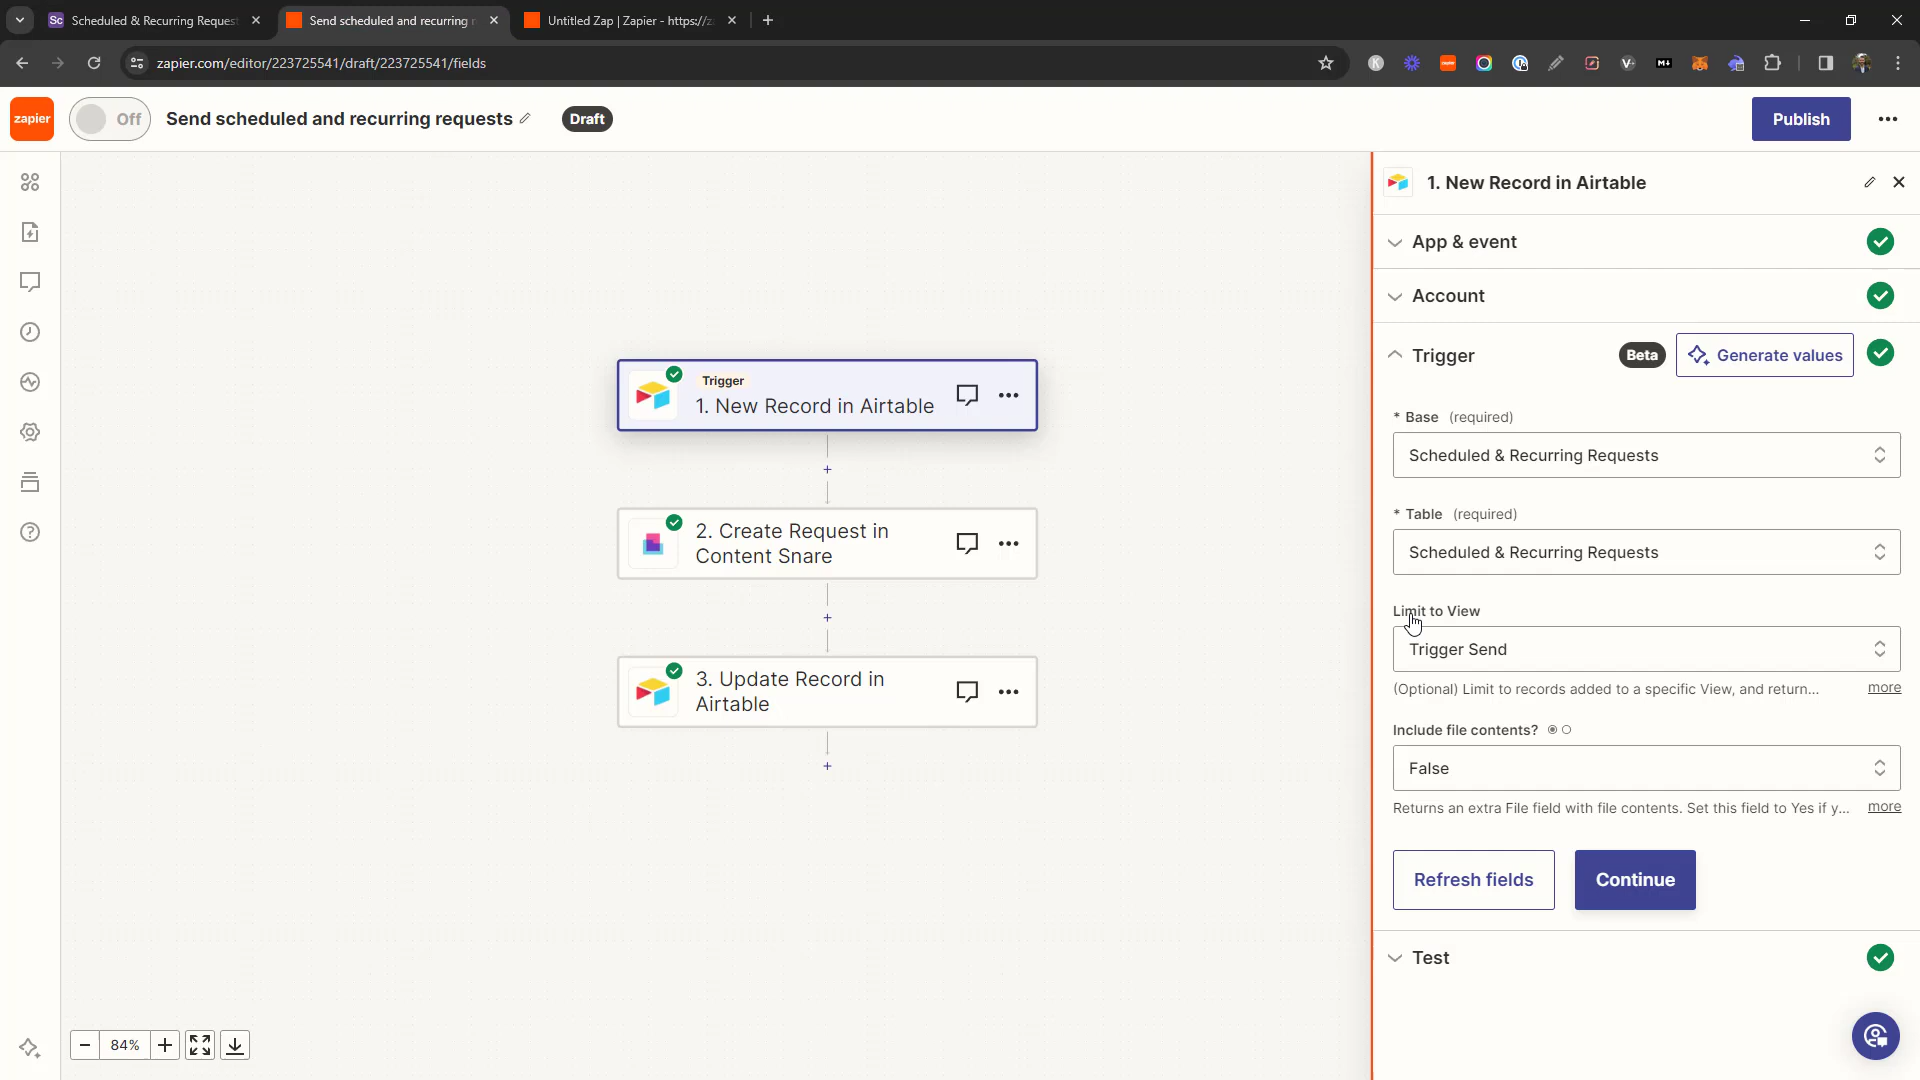 Scheduled & Recurring Request
Send scheduled and recurring r
Untitled Zap | Zapier - https://z
zapier.com/editor/223725541/draft/223725541/fields
zapier
Off
Send scheduled and recurring requests
Draft
Publish
1. New Record in Airtable
App & event
Account
Trigger
Beta
Generate values
* Base (required)
Scheduled & Recurring Requests
* Table (required)
Scheduled & Recurring Requests
Limit to View
Trigger Send
(Optional) Limit to records added to a specific View, and return...
more
Include file contents?
False
Returns an extra File field with file contents. Set this field to Yes if y...
more
Refresh fields
Continue
Test
Trigger
1. New Record in Airtable
2. Create Request in
Content Snare
3. Update Record in
Airtable
84%